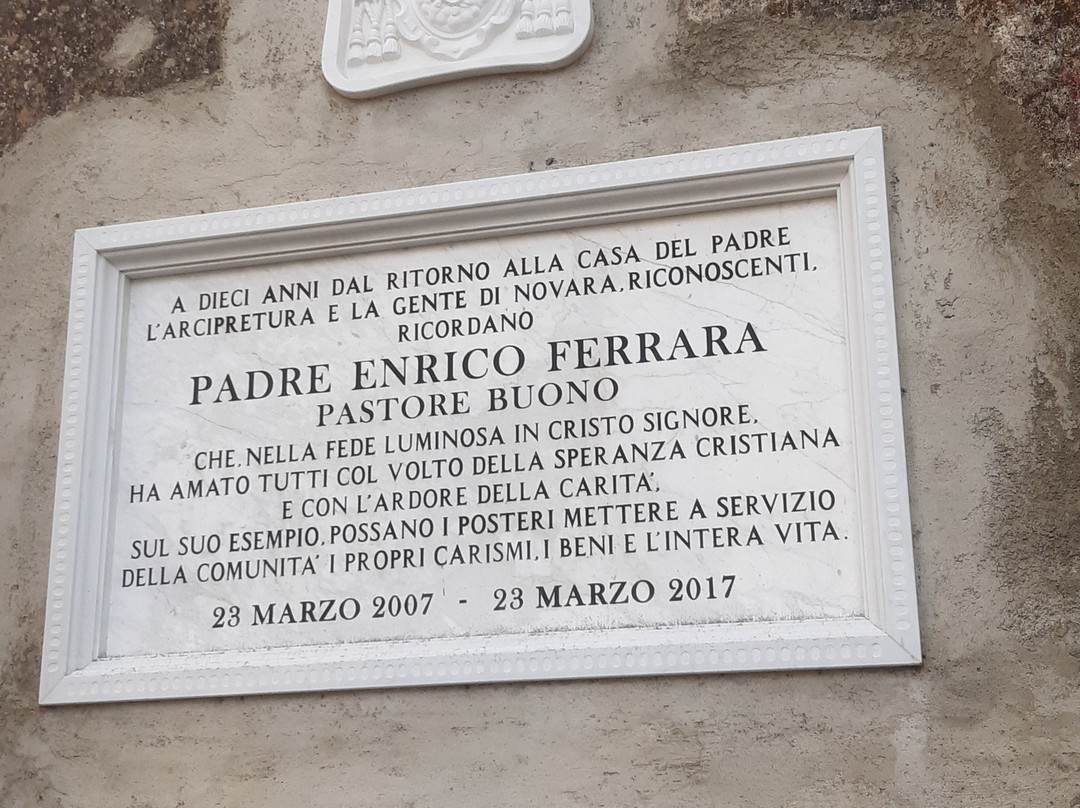 A DIECI ANNI DAL RITORNO ALLA CASA DEL PADRE
L'ARCIPRETURA E LA GENTE DI NOVARA, RICONOSCENTI,
RICORDANO
PADRE ENRICO FERRARA
PASTORE BUONO
CHE, NELLA FEDE LUMINOSA IN CRISTO SIGNORE,
HA AMATO TUTTI COL VOLTO DELLA SPERANZA CRISTIANA
E CON L'ARDORE DELLA CARITA',
SUL SUO ESEMPIO, POSSANO I POSTERI METTERE A SERVIZIO
DELLA COMUNITA' I PROPRI CARISMI, I BENI E L'INTERA VITA.
23 MARZO 2007 - 23 MARZO 2017